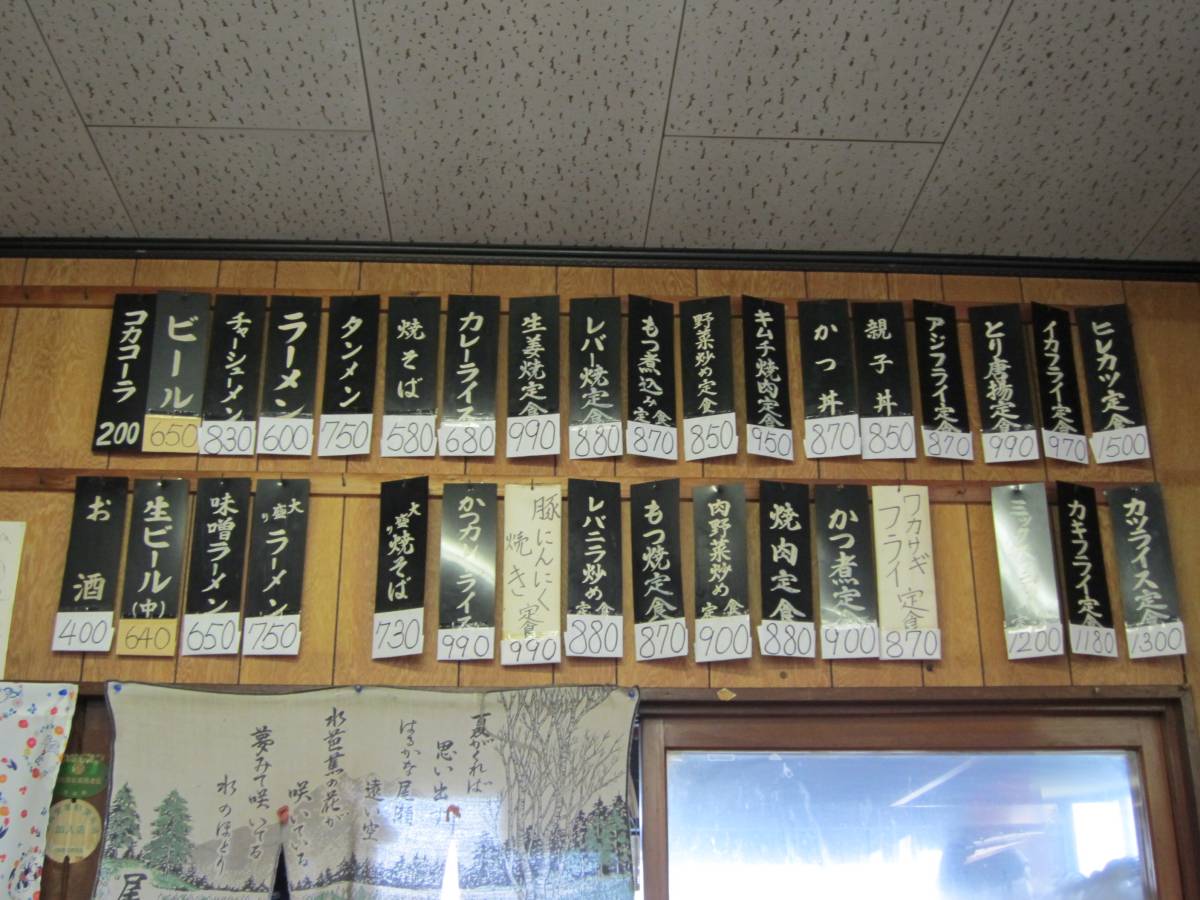 ヒレカツ定食
1500
イカフライ定食
970
とり唐揚定食
990
アジフライ定食
870
親子丼
850
かつ丼
870
キムチ焼肉定食
950
野菜炒め定食
850
もつ煮込み定食
870
レバー焼定食
880
生姜焼定食
990
カレーライス
680
焼そば
580
タンメン
750
ラーメン
600
チャーシューメン
830
ビール
650
コカコーラ
200
カツライス定食
1300
カキフライ定
1180
1200
ワカサギ
フライ定食
870
かつ煮定食
900
焼肉定食
880
肉野菜炒め定食
900
もつ焼定食
870
レバニラ炒め定食
880
豚にんにく
焼き定食
990
かつカレーライス
990
大盛り焼そば
730
大盛りラーメン
750
味噌ラーメン
650
生ビール(中)
640
お酒
400
夏がくれば
思い出す
はるかな尾瀬
遠い空
水芭蕉の花が
咲いている
夢みて咲いてる
水のほとり
尾